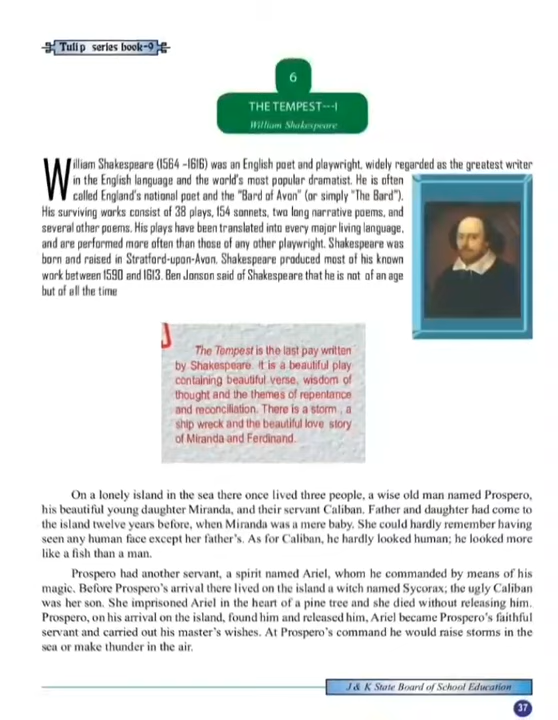 Tulip series book-9
6
THE TEMPEST---I
William Shakespeare
William Shakespeare (1564 -1616) was an English poet and playwright, widely regarded as the greatest writer
in the English language and the world's most popular dramatist. He is often
called England's national poet and the "Bard of Avon" (or simply "The Bard").
His surviving works consist of 38 plays, 154 sonnets, two long narrative poems, and
several other poems. His plays have been translated into every major living language,
and are performed more often than those of any other playwright. Shakespeare was
born and raised in Stratford-upon-Avon. Shakespeare produced most of his known
work between 1590 and 1613. Ben Jonson said of Shakespeare that he is not of an age
but of all the time
The Tempest is the last pay written
by Shakespeare. It is a beautiful play
containing beautiful verse, wisdom of
thought and the themes of repentance
and reconciliation. There is a storm , a
ship wreck and the beautiful love story
of Miranda and Ferdinand.
On a lonely island in the sea there once lived three people, a wise old man named Prospero,
his beautiful young daughter Miranda, and their servant Caliban. Father and daughter had come to
the island twelve years before, when Miranda was a mere baby. She could hardly remember having
seen any human face except her father's. As for Caliban, he hardly looked human; he looked more
like a fish than a man.
Prospero had another servant, a spirit named Ariel, whom he commanded by means of his
magic. Before Prospero's arrival there lived on the island a witch named Sycorax; the ugly Caliban
was her son. She imprisoned Ariel in the heart of a pine tree and she died without releasing him.
Prospero, on his arrival on the island, found him and released him, Ariel became Prospero's faithful
servant and carried out his master's wishes. At Prospero's command he would raise storms in the
sea or make thunder in the air.
J & K State Board of School Education
37